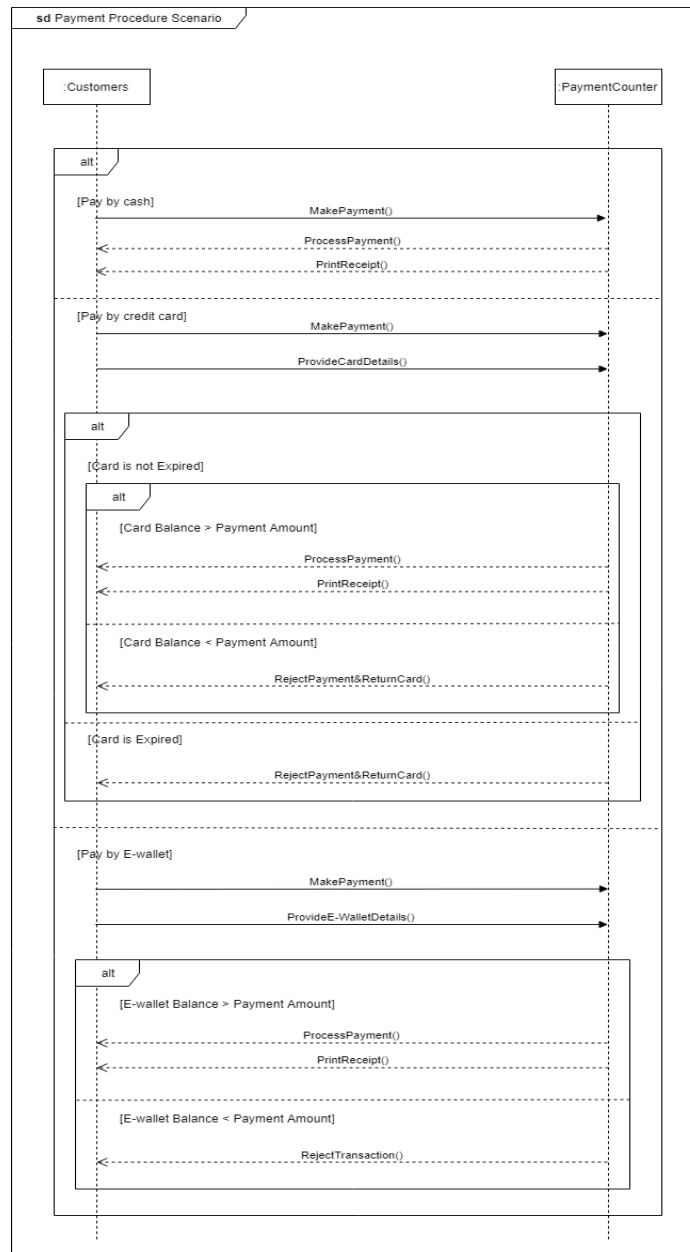 sd Payment Procedure Scenario
:Customers
:PaymentCounter
alt
[Pay by cash]
MakePayment()
ProcessPayment()
PrintReceipt()
[Pay by credit card]
MakePayment()
ProvideCardDetails()
alt
[Card is not Expired]
alt
[Card Balance > Payment Amount]
ProcessPayment()
PrintReceipt()
[Card Balance < Payment Amount]
RejectPayment&ReturnCard()
[Card is Expired]
RejectPayment&ReturnCard()
[Pay by E-wallet]
MakePayment()
ProvideE-WalletDetails()
alt
[E-wallet Balance > Payment Amount]
ProcessPayment()
PrintReceipt()
[E-wallet Balance < Payment Amount]
RejectTransaction()